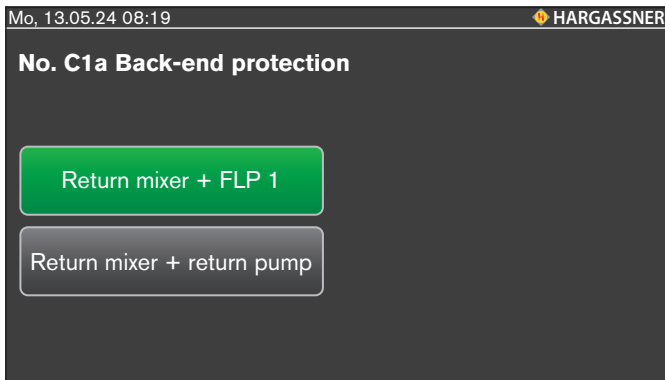 Mo, 13.05.24 08:19 HARGASSNER
No. C1a Back-end protection
Return mixer + FLP 1
Return mixer + return pump